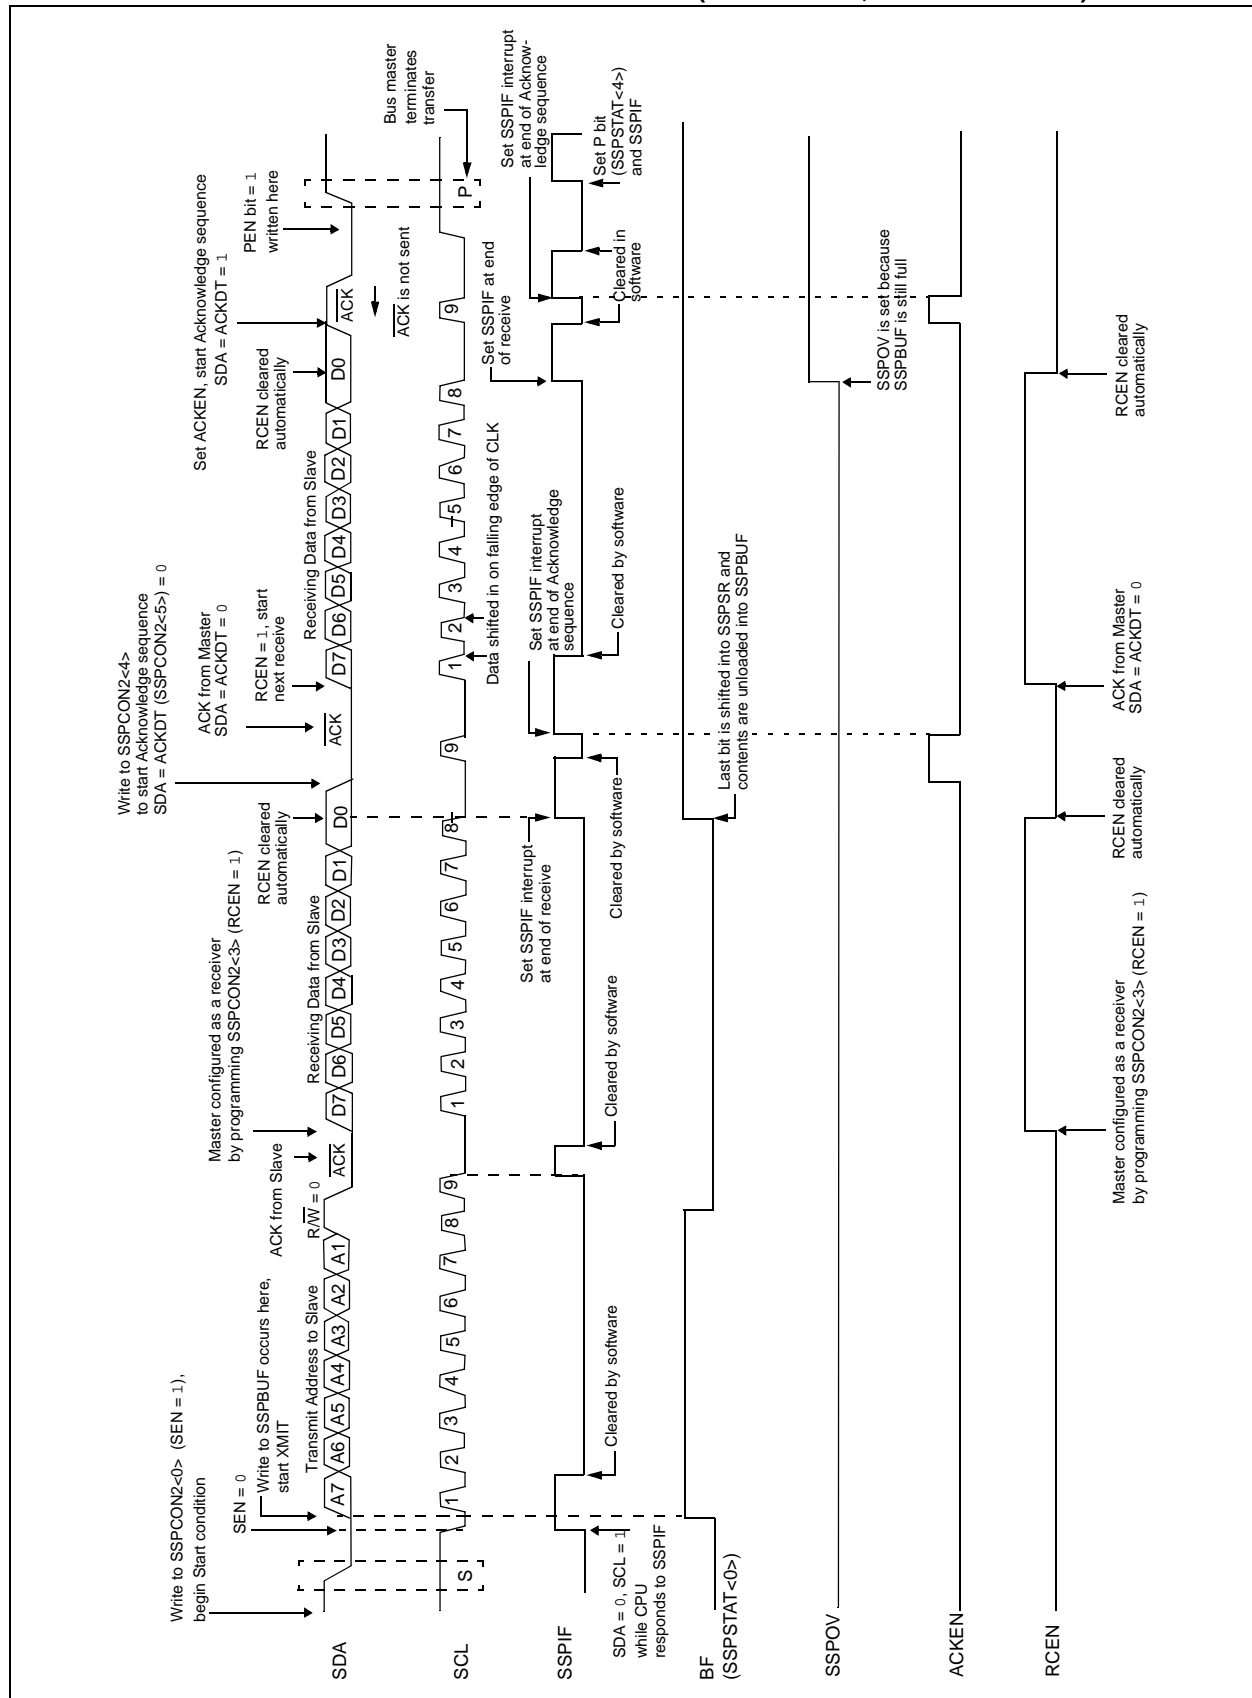 Write to SSPCON2<0> (SEN = 1),
begin Start condition
SEN = 0
Write to SSPBUF occurs here,
start XMIT
Transmit Address to Slave
R/W = 0
ACK from Slave
Master configured as a receiver
by programming SSPCON2<3> (RCEN = 1)
Receiving Data from Slave
RCEN cleared
automatically
Write to SSPCON2<4>
to start Acknowledge sequence
SDA = ACKDT (SSPCON2<5>) = 0
ACK from Master
SDA = ACKDT = 0
RCEN = 1, start
next receive
Receiving Data from Slave
RCEN cleared
automatically
Set ACKEN, start Acknowledge sequence
SDA = ACKDT = 1
PEN bit = 1
written here
Bus master
terminates
transfer
SDA
A7 A6 A5 A4 A3 A2 A1
ACK
D7 D6 D5 D4 D3 D2 D1 D0
ACK
D7 D6 D5 D4 D3 D2 D1 D0
ACK
ACK is not sent
SCL
S
1 2 3 4 5 6 7 8 9
1 2 3 4 5 6 7 8 9
1 2 3 4 5 6 7 8 9
P
Data shifted in on falling edge of CLK
Set SSPIF interrupt
at end of receive
Set SSPIF interrupt
at end of Acknowledge
sequence
Set SSPIF at end
of receive
Set SSPIF interrupt
at end of Acknow-
ledge sequence
SSPIF
SDA = 0, SCL = 1
while CPU
responds to SSPIF
Cleared by software
Cleared by software
Cleared by software
Cleared by software
Cleared in
software
Set P bit
(SSPSTAT<4>)
and SSPIF
BF
(SSPSTAT<0>)
Last bit is shifted into SSPSR and
contents are unloaded into SSPBUF
SSPOV
SSPOV is set because
SSPBUF is still full
ACKEN
RCEN
Master configured as a receiver
by programming SSPCON2<3> (RCEN = 1)
RCEN cleared
automatically
ACK from Master
SDA = ACKDT = 0
RCEN cleared
automatically